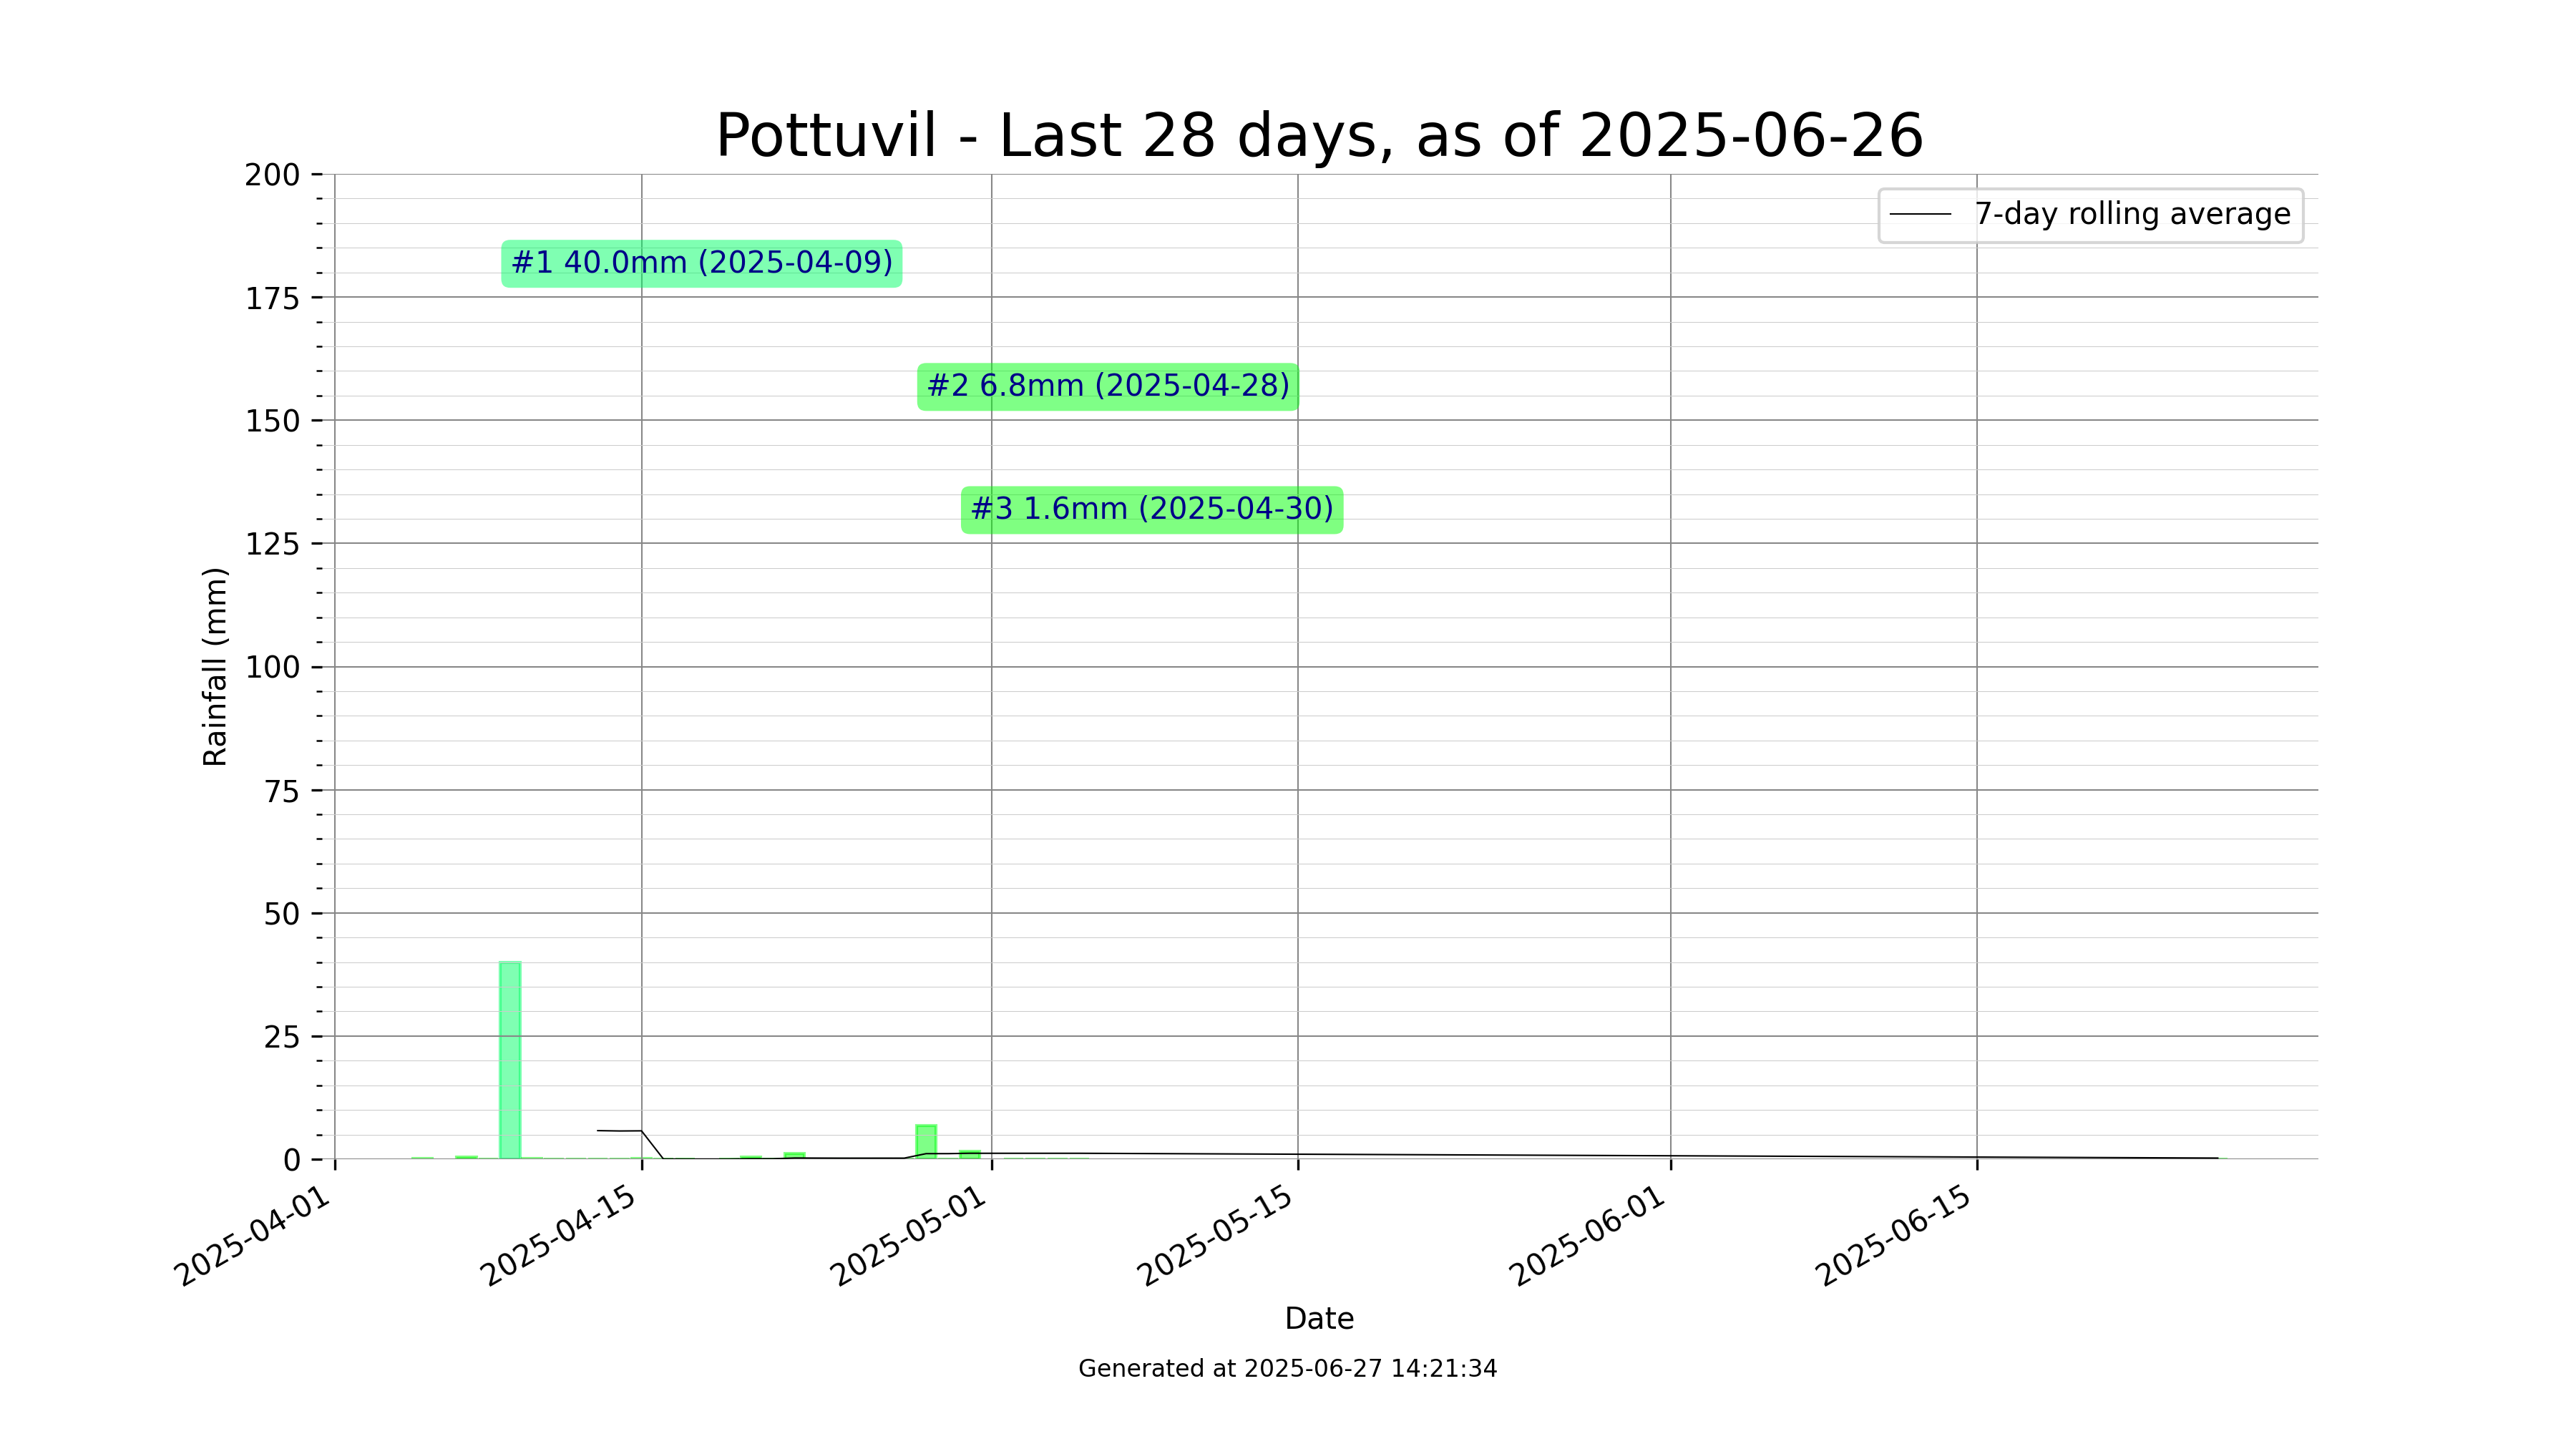 Pottuvil - Last 28 days, as of 2025-06-26
200
175
150
125
100
75
50
25
0
Rainfall (mm)
7-day rolling average
#1 40.0mm (2025-04-09)
#2 6.8mm (2025-04-28)
#3 1.6mm (2025-04-30)
2025-04-01
2025-04-15
2025-05-01
2025-05-15
2025-06-01
2025-06-15
Date
Generated at 2025-06-27 14:21:34